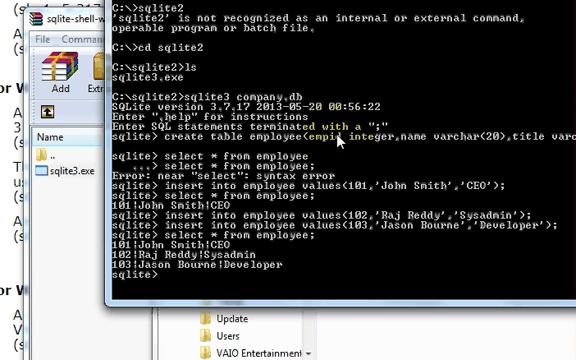 C:\>sqlite2
'sqlite2' is not recognized as an internal or external command,
operable program or batch file.
C:\>cd sqlite2
C:\sqlite2>ls
sqlite3.exe
C:\sqlite2>sqlite3 company.db
SQLite version 3.7.17 2013-05-20 00:56:22
Enter ".help" for instructions
Enter SQL statements terminated with a ";"
sqlite> create table employee(empid integer,name varchar(20),title varc
sqlite> select * from employee
   ...> select * from employee;
Error: near "select": syntax error
sqlite> insert into employee values(101,'John Smith','CEO');
sqlite> select * from employee;
101|John Smith|CEO
sqlite> insert into employee values(102,'Raj Reddy','Sysadmin');
sqlite> insert into employee values(103,'Jason Bourne','Developer');
sqlite> select * from employee;
101|John Smith|CEO
102|Raj Reddy|Sysadmin
103|Jason Bourne|Developer
sqlite>
sqlite-shell-w
File Comman
Add Extra
Name
..
sqlite3.exe
Update
Users
VAIO Entertainment